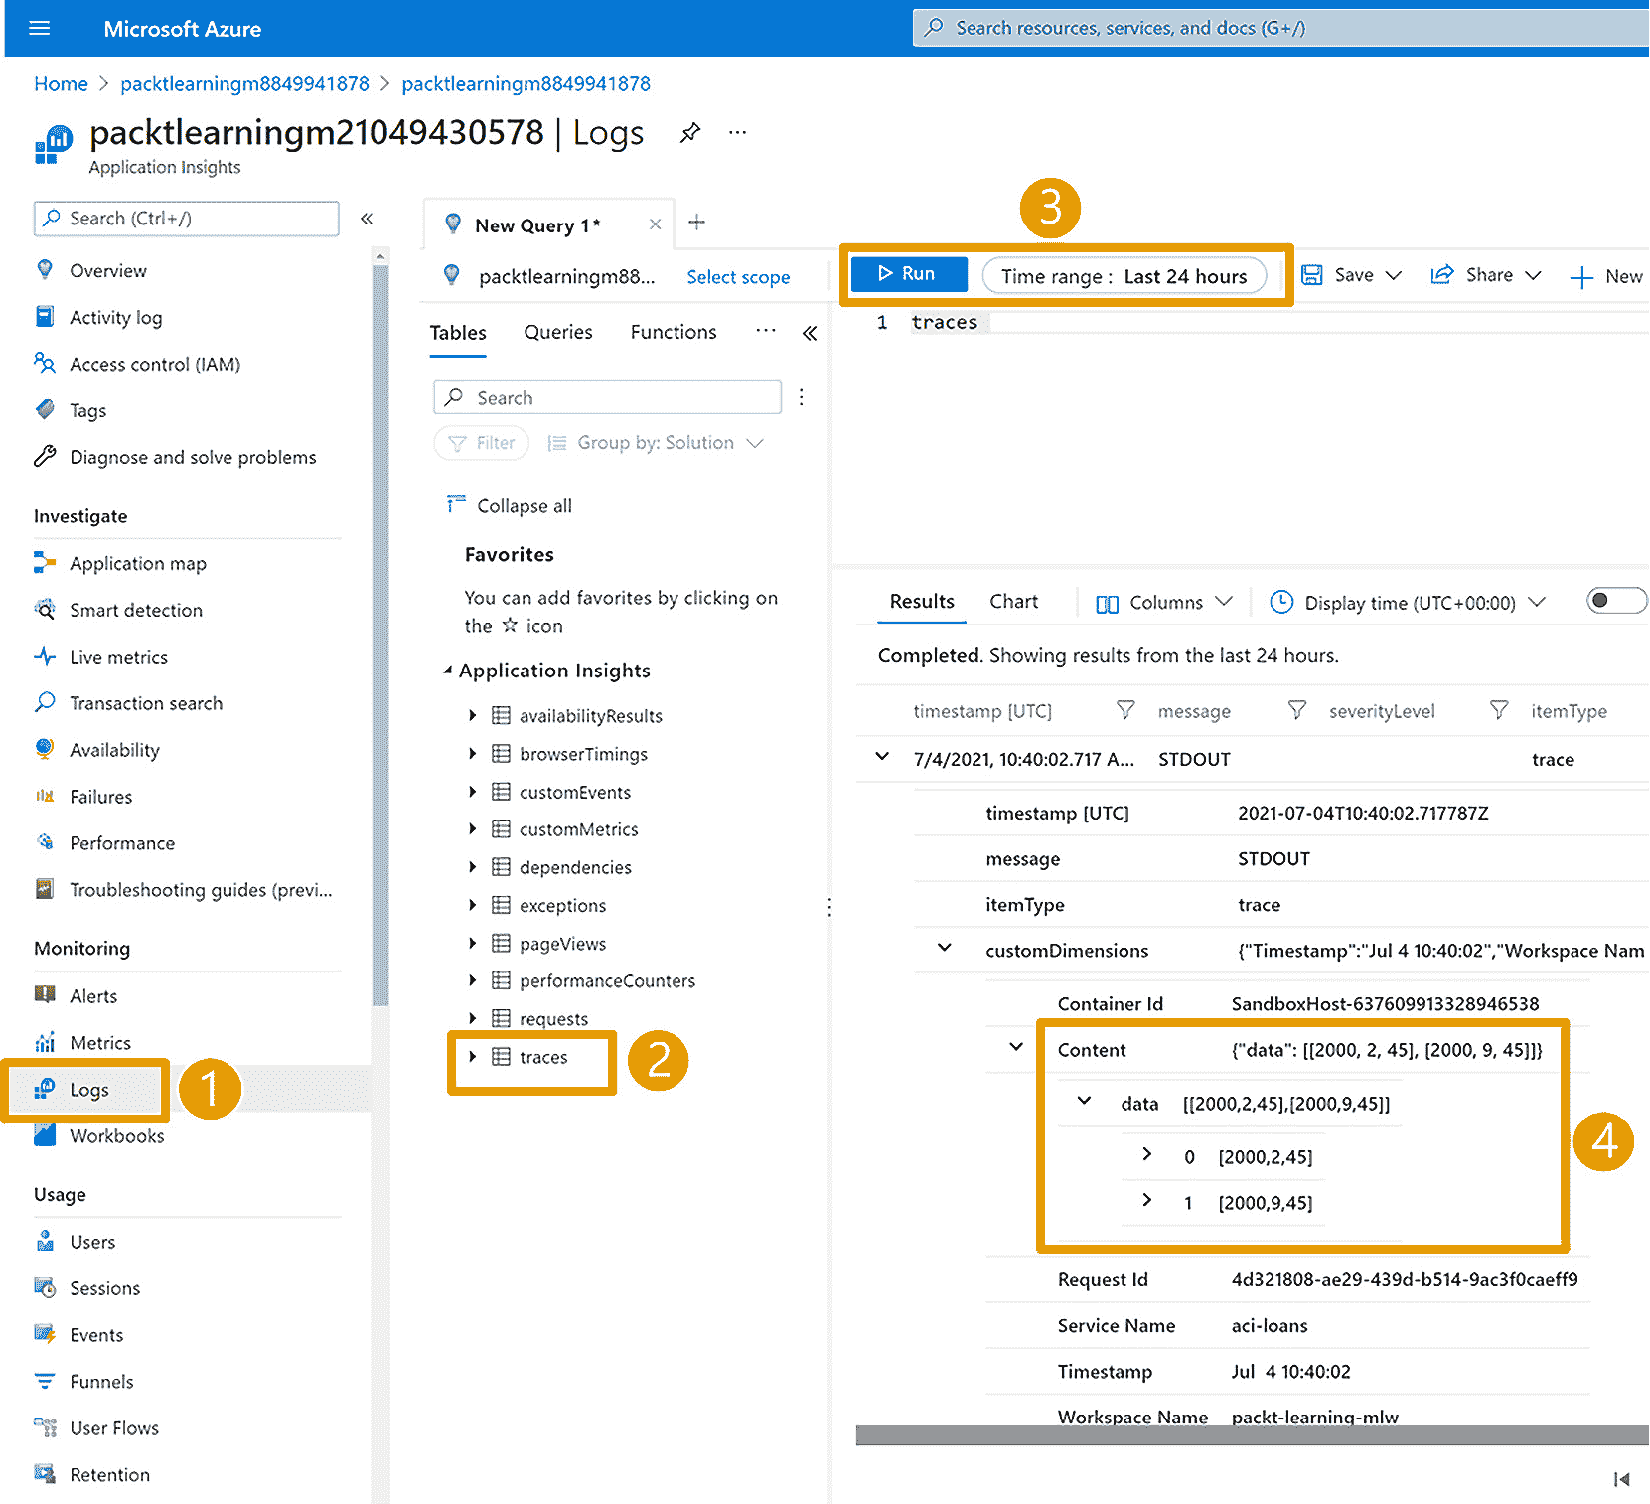 Microsoft Azure
Search resources, services, and docs (G+/)
Home > packtlearningm8849941878 > packtlearningm8849941878
packtlearningm21049430578 | Logs
Application Insights
Search (Ctrl+/)
Overview
Activity log
Access control (IAM)
Tags
Diagnose and solve problems
Investigate
Application map
Smart detection
Live metrics
Transaction search
Availability
Failures
Performance
Troubleshooting guides (previ...
Monitoring
Alerts
Metrics
Logs
1
Workbooks
Usage
Users
Sessions
Events
Funnels
User Flows
Retention
New Query 1*
packtlearningm88...
Select scope
Tables
Queries
Functions
Search
Filter
Group by: Solution
Collapse all
Favorites
You can add favorites by clicking on
the ☆ icon
Application Insights
availabilityResults
browserTimings
customEvents
customMetrics
dependencies
exceptions
pageViews
performanceCounters
requests
traces
2
3
Run
Time range : Last 24 hours
Save
Share
New
1 traces
Results
Chart
Columns
Display time (UTC+00:00)
Completed. Showing results from the last 24 hours.
timestamp [UTC] message severityLevel itemType
7/4/2021, 10:40:02.717 A... STDOUT trace
timestamp [UTC] 2021-07-04T10:40:02.717787Z
message STDOUT
itemType trace
customDimensions {"Timestamp":"Jul 4 10:40:02","Workspace Nam
Container Id SandboxHost-637609913328946538
Content {"data": [[2000, 2, 45], [2000, 9, 45]]}
data [[2000,2,45],[2000,9,45]]
0 [2000,2,45]
1 [2000,9,45]
4
Request Id 4d321808-ae29-439d-b514-9ac3f0caeff9
Service Name aci-loans
Timestamp Jul 4 10:40:02
Workspace Name packt-learning-mlw